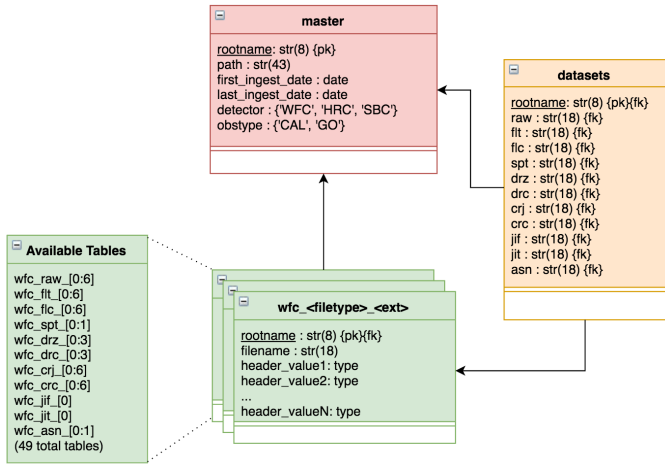 master
rootname: str(8) {pk}
path : str(43)
first_ingest_date : date
last_ingest_date : date
detector : {'WFC', 'HRC', 'SBC'}
obstype : {'CAL', 'GO'}
datasets
rootname: str(8) {pk}{fk}
raw : str(18) {fk}
flt : str(18) {fk}
flc : str(18) {fk}
spt : str(18) {fk}
drz : str(18) {fk}
drc : str(18) {fk}
crj : str(18) {fk}
crc : str(18) {fk}
jif : str(18) {fk}
jit : str(18) {fk}
asn : str(18) {fk}
Available Tables
wfc_raw_[0:6]
wfc_flt_[0:6]
wfc_flc_[0:6]
wfc_spt_[0:1]
wfc_drz_[0:3]
wfc_drc_[0:3]
wfc_crj_[0:6]
wfc_crc_[0:6]
wfc_jif_[0]
wfc_jit_[0]
wfc_asn_[0:1]
(49 total tables)
wfc_<filetype>_<ext>
rootname : str(8) {pk}{fk}
filename : str(18)
header_value1: type
header_value2: type
...
header_valueN: type